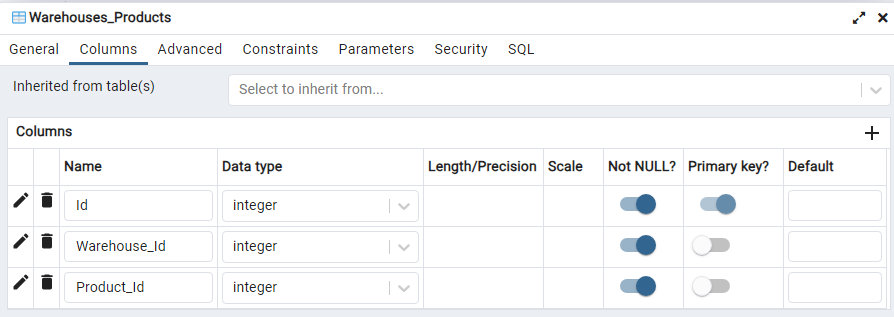 Warehouses_Products
General Columns Advanced Constraints Parameters Security SQL
Inherited from table(s) Select to inherit from...
Columns
Name Data type Length/Precision Scale Not NULL? Primary key? Default
Id integer
Warehouse_Id integer
Product_Id integer